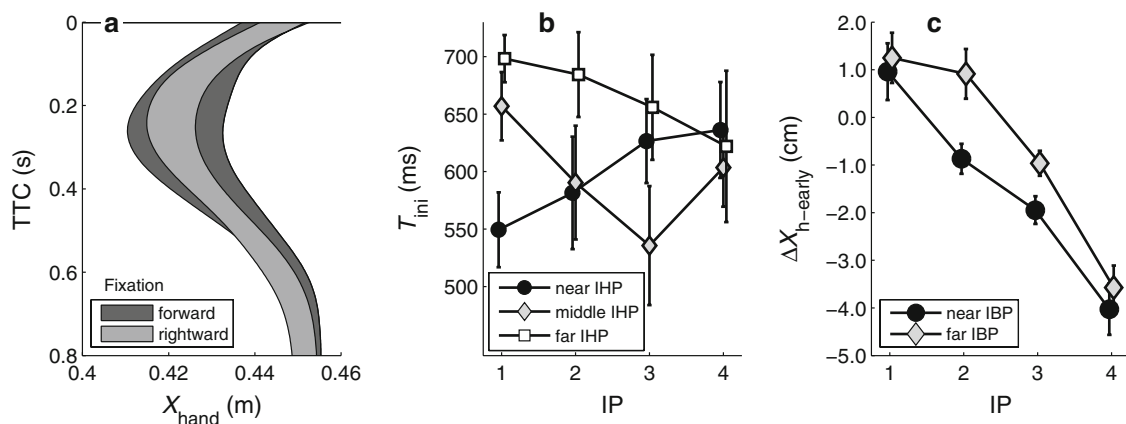 a
0
0.2
0.4
0.6
0.8
TTC (s)
Fixation
forward
rightward
0.4
0.42
0.44
0.46
X_hand (m)
b
700
650
600
550
500
T_ini (ms)
near IHP
middle IHP
far IHP
1
2
3
4
IP
c
2.0
1.0
0.0
−1.0
−2.0
−3.0
−4.0
−5.0
ΔX_h−early (cm)
near IBP
far IBP
1
2
3
4
IP